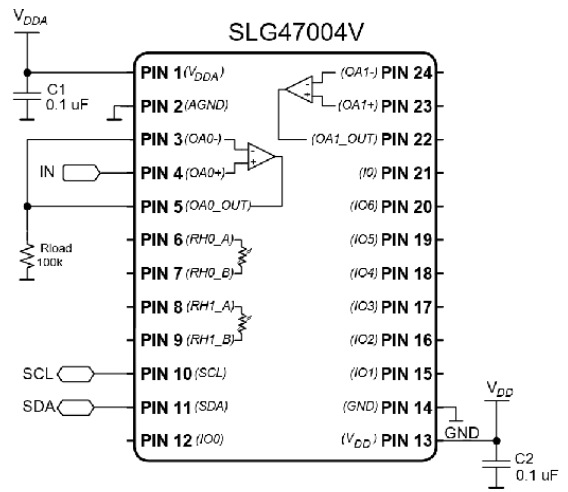 SLG47004V
V_DDA
C1
0.1 uF
IN
Rload
100k
SCL
SDA
PIN 1 (V_DDA)
PIN 2 (AGND)
PIN 3 (OA0-)
PIN 4 (OA0+)
PIN 5 (OA0_OUT)
PIN 6 (RH0_A)
PIN 7 (RH0_B)
PIN 8 (RH1_A)
PIN 9 (RH1_B)
PIN 10 (SCL)
PIN 11 (SDA)
PIN 12 (IO0)
(OA1-) PIN 24
(OA1+) PIN 23
(OA1_OUT) PIN 22
(I0) PIN 21
(IO6) PIN 20
(IO5) PIN 19
(IO4) PIN 18
(IO3) PIN 17
(IO2) PIN 16
(IO1) PIN 15
(GND) PIN 14
(V_DD) PIN 13
GND
V_DD
C2
0.1 uF